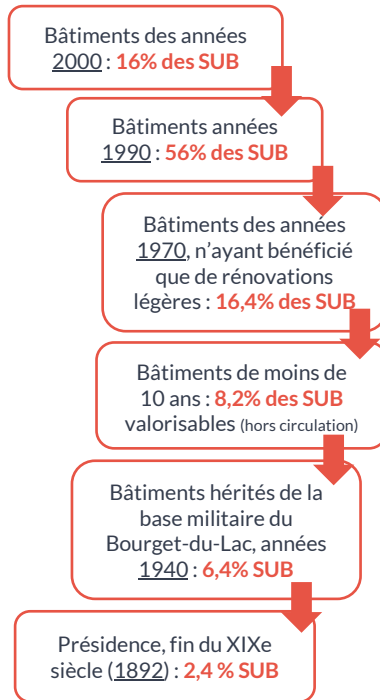 Bâtiments des années
2000 : 16% des SUB
Bâtiments années
1990 : 56% des SUB
Bâtiments des années
1970, n’ayant bénéficié
que de rénovations
légères : 16,4% des SUB
Bâtiments de moins de
10 ans : 8,2% des SUB
valorisables (hors circulation)
Bâtiments hérités de la
base militaire du
Bourget-du-Lac, années
1940 : 6,4% SUB
Présidence, fin du XIXe
siècle (1892) : 2,4 % SUB